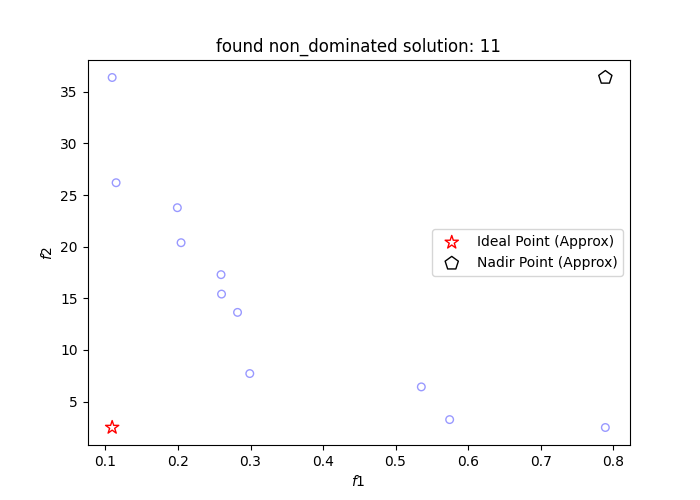 found non_dominated solution: 11
35
30
25
20
15
10
5
f2
Ideal Point (Approx)
Nadir Point (Approx)
0.1 0.2 0.3 0.4 0.5 0.6 0.7 0.8
f1